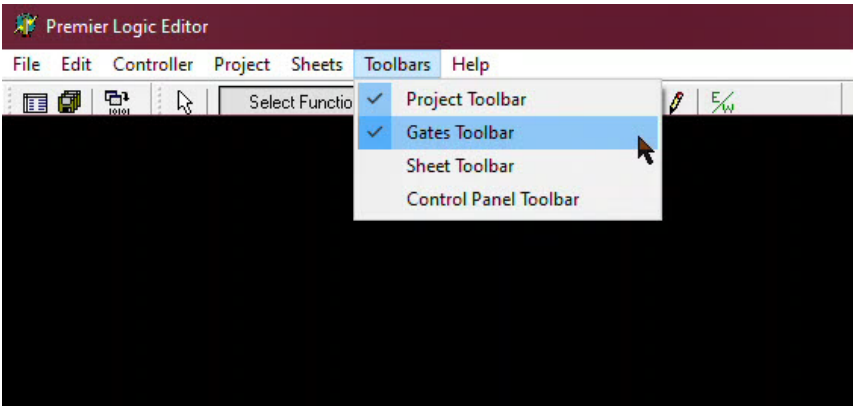 Premier Logic Editor
File Edit Controller Project Sheets Toolbars Help
Select Functio
E/W
Project Toolbar
Gates Toolbar
Sheet Toolbar
Control Panel Toolbar